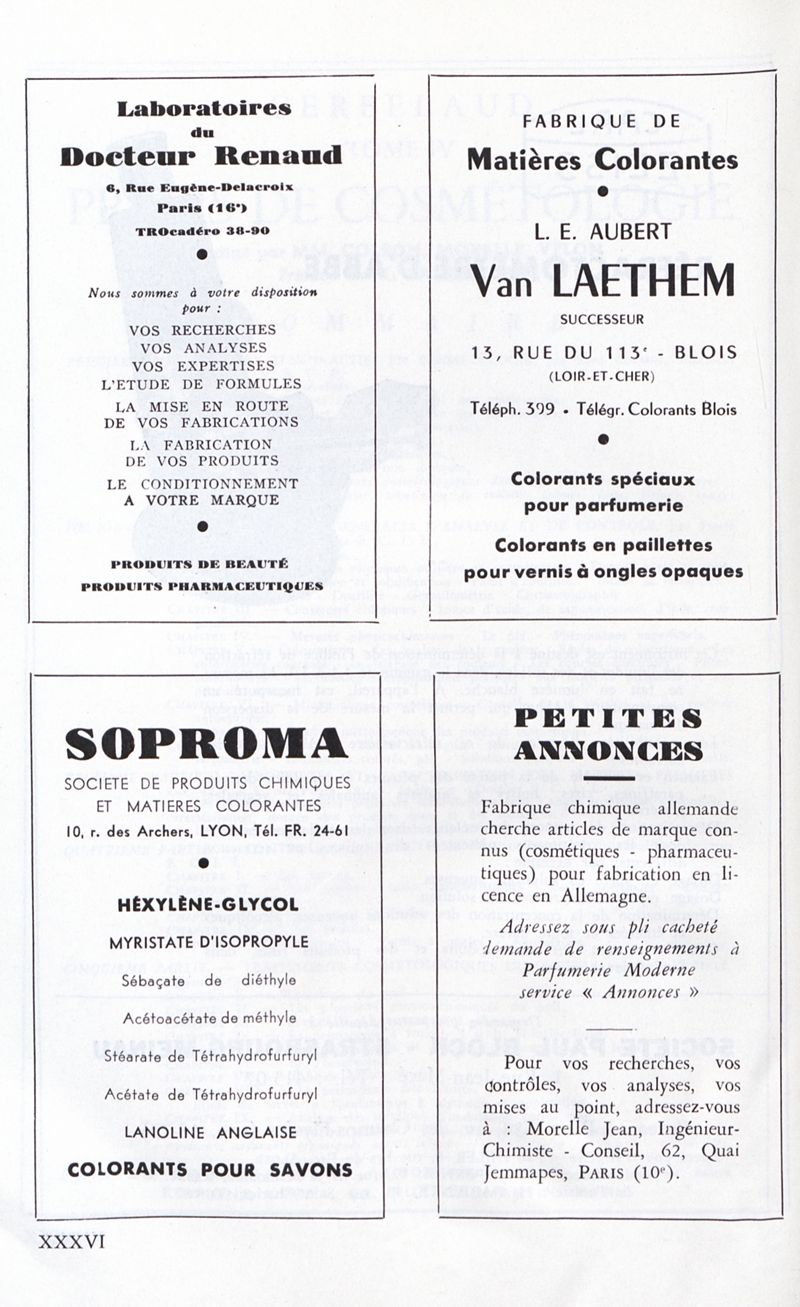 Laboratoires
du
Docteur Renaud
6, Rue Eugène-Delacroix
Paris (16e)
TROcadéro 38-90
Nous sommes à votre disposition
pour :
VOS RECHERCHES
VOS ANALYSES
VOS EXPERTISES
L'ETUDE DE FORMULES
LA MISE EN ROUTE
DE VOS FABRICATIONS
LA FABRICATION
DE VOS PRODUITS
LE CONDITIONNEMENT
A VOTRE MARQUE
PRODUITS DE BEAUTÉ
PRODUITS PHARMACEUTIQUES
FABRIQUE DE
Matières Colorantes
L. E. AUBERT
Van LAETHEM
SUCCESSEUR
13, RUE DU 113e - BLOIS
(LOIR-ET-CHER)
Téléph. 399 • Télégr. Colorants Blois
Colorants spéciaux
pour parfumerie
Colorants en paillettes
pour vernis à ongles opaques
SOPROMA
SOCIETE DE PRODUITS CHIMIQUES
ET MATIERES COLORANTES
10, r. des Archers, LYON, Tél. FR. 24-61
HÉXYLÈNE-GLYCOL
MYRISTATE D'ISOPROPYLE
Sébaçate de diéthyle
Acétoacétate de méthyle
Stéarate de Tétrahydrofurfuryl
Acétate de Tétrahydrofurfuryl
LANOLINE ANGLAISE
COLORANTS POUR SAVONS
PETITES
ANNONCES
Fabrique chimique allemande
cherche articles de marque con-
nus (cosmétiques - pharmaceu-
tiques) pour fabrication en li-
cence en Allemagne.
Adressez sous pli cacheté
demande de renseignements à
Parfumerie Moderne
service « Annonces »
Pour vos recherches, vos
contrôles, vos analyses, vos
mises au point, adressez-vous
à : Morelle Jean, Ingénieur-
Chimiste - Conseil, 62, Quai
Jemmapes, PARIS (10e).
XXXVI